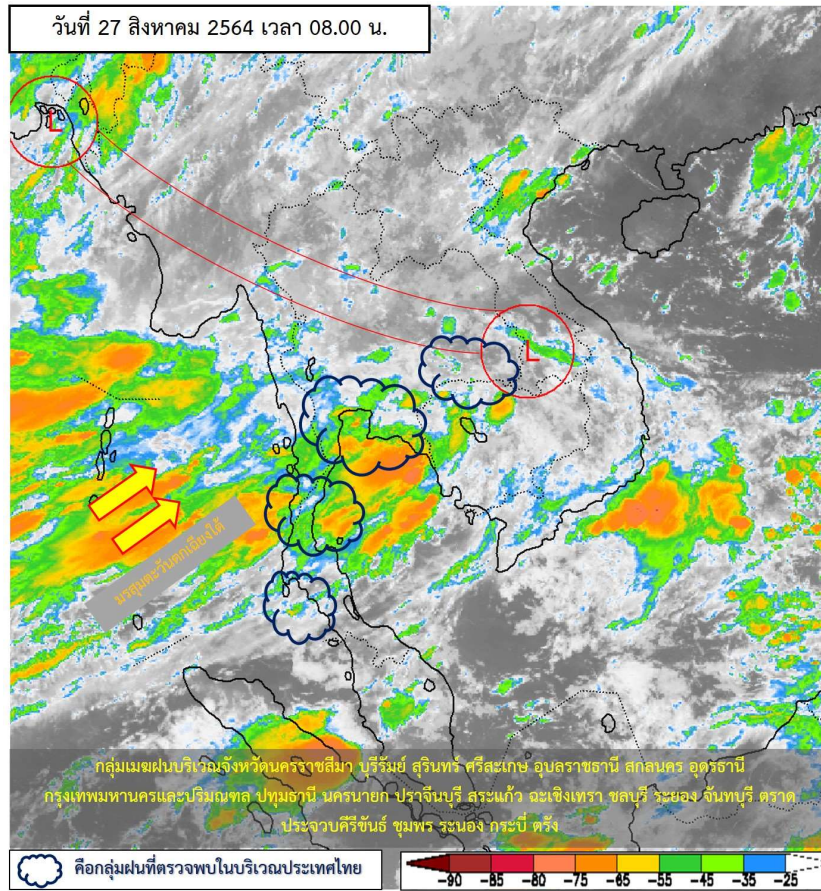 วันที่ 27 สิงหาคม 2564 เวลา 08.00 น.
L
L
มรสุมตะวันตกเฉียงใต้
กลุ่มเมฆฝนบริเวณจังหวัดนครราชสีมา บุรีรัมย์ สุรินทร์ ศรีสะเกษ อุบลราชธานี สกลนคร อุดรธานี
กรุงเทพมหานครและปริมณฑล ปทุมธานี นครนายก ปราจีนบุรี สระแก้ว ฉะเชิงเทรา ชลบุรี ระยอง จันทบุรี ตราด
ประจวบคีรีขันธ์ ชุมพร ระนอง กระบี่ ตรัง
คือกลุ่มฝนที่ตรวจพบในบริเวณประเทศไทย
-90 -85 -80 -75 -65 -55 -45 -35 -25